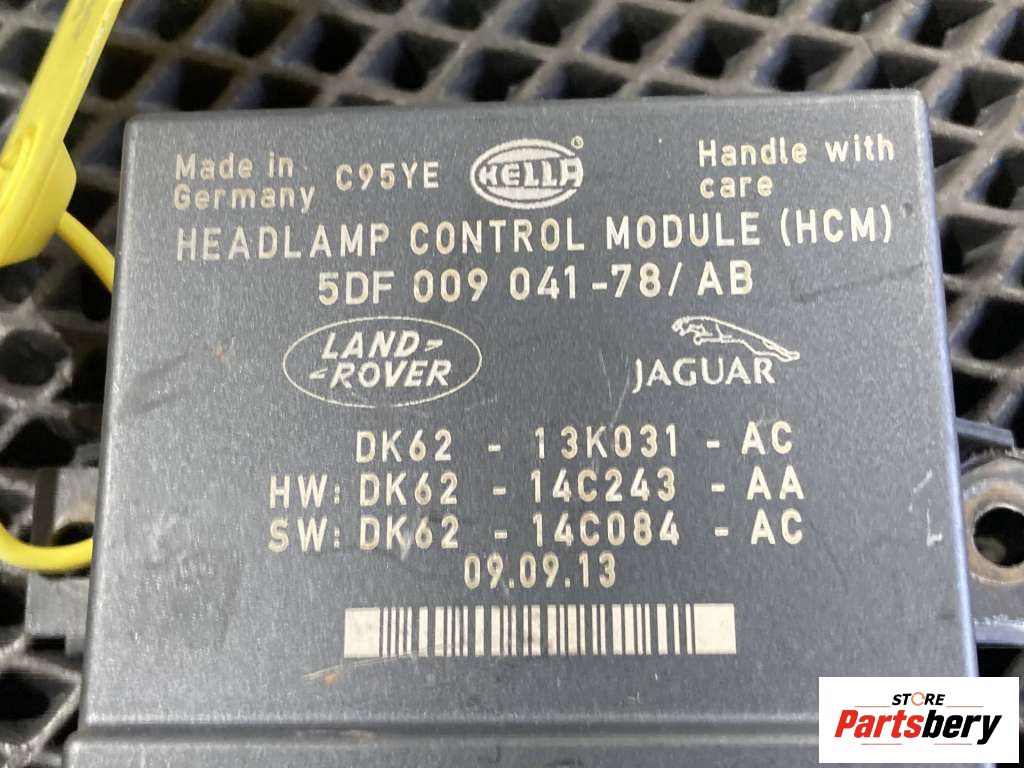 Made in
Germany
C95YE
HELLA
®
Handle with
care
HEADLAMP CONTROL MODULE (HCM)
5DF 009 041-78/ AB
LAND
ROVER
JAGUAR
DK62 - 13K031 - AC
HW: DK62 - 14C243 - AA
SW: DK62 - 14C084 - AC
09.09.13
STORE
Partsbery